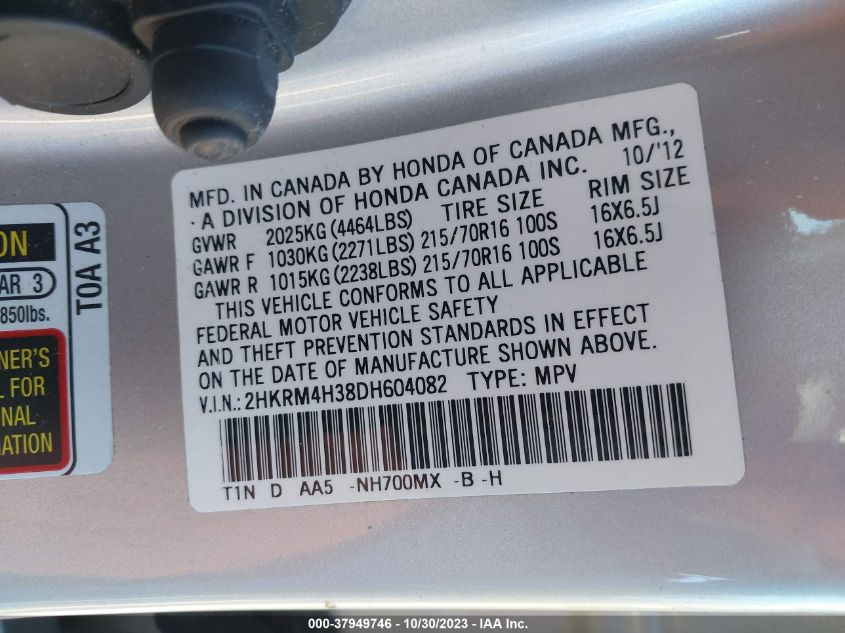 MFD. IN CANADA BY HONDA OF CANADA MFG.,
· A DIVISION OF HONDA CANADA INC. 10/'12
TIRE SIZE RIM SIZE
GVWR 2025KG (4464LBS)
GAWR F 1030KG (2271LBS) 215/70R16 100S 16X6.5J
GAWR R 1015KG (2238LBS) 215/70R16 100S 16X6.5J
THIS VEHICLE CONFORMS TO ALL APPLICABLE
FEDERAL MOTOR VEHICLE SAFETY
AND THEFT PREVENTION STANDARDS IN EFFECT
ON THE DATE OF MANUFACTURE SHOWN ABOVE.
V.I.N.: 2HKRM4H38DH604082 TYPE: MPV
T1N D AA5 -NH700MX -B -H
ON
AR 3
850lbs.
NER'S
L FOR
NAL
MATION
T0A A3
000-37949746 / 10/30/2023 - IAA Inc.